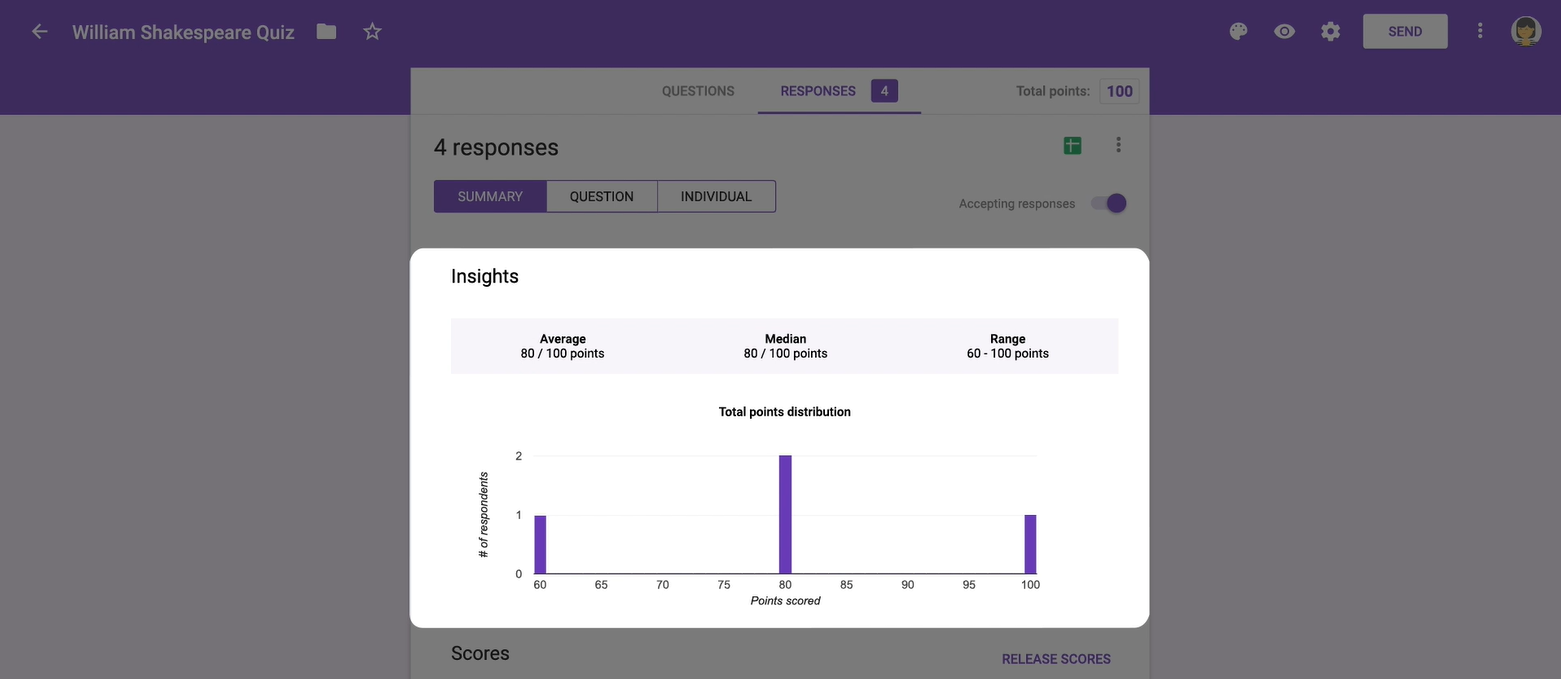 William Shakespeare Quiz
SEND
QUESTIONS RESPONSES 4 Total points: 100
4 responses
SUMMARY QUESTION INDIVIDUAL
Accepting responses
Insights
Average Median Range
80 / 100 points 80 / 100 points 60 - 100 points
Total points distribution
# of respondents
2
1
0
60 65 70 75 80 85 90 95 100
Points scored
Scores
RELEASE SCORES